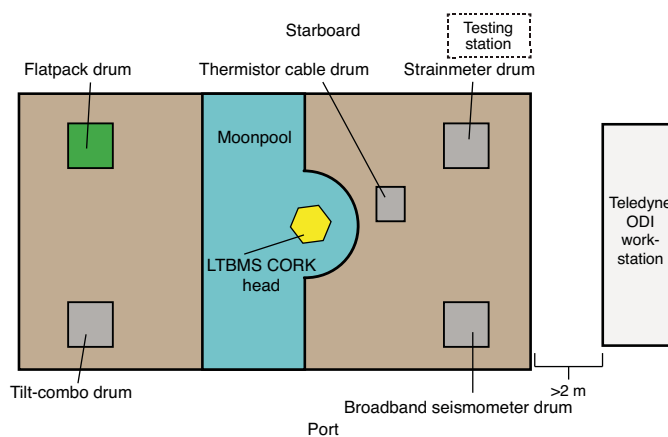 Starboard
Testing
station
Flatpack drum
Thermistor cable drum
Strainmeter drum
Moonpool
Teledyne
ODI
work-
station
LTBMS CORK
head
>2 m
Tilt-combo drum
Broadband seismometer drum
Port